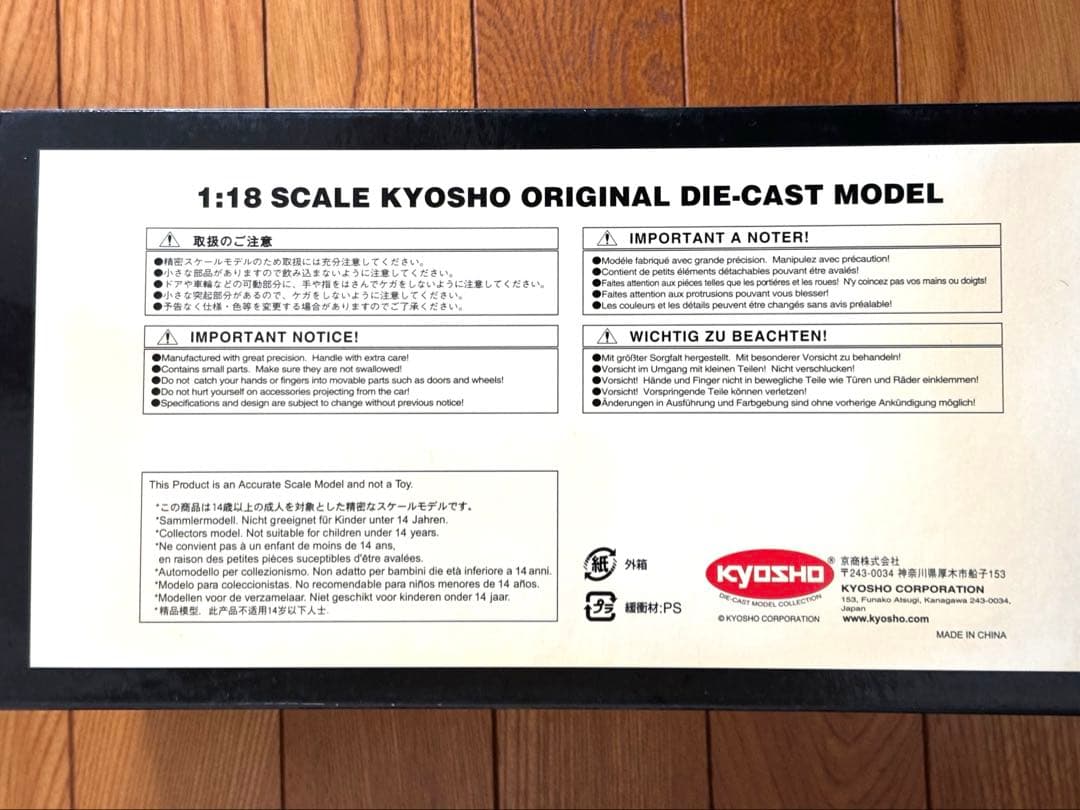 1:18 SCALE KYOSHO ORIGINAL DIE-CAST MODEL
取扱のご注意
●精密スケールモデルのため取扱には充分注意してください。
●小さな部品がありますので飲み込まないように注意してください。
●ドアや車輪などの可動部分に、手や指をはさんでケガをしないように注意してください。
●小さな突起部分があるので、ケガをしないように注意してください。
●予告なく仕様・色等を変更する場合がありますのでご了承ください。
IMPORTANT NOTICE!
●Manufactured with great precision. Handle with extra care!
●Contains small parts. Make sure they are not swallowed!
●Do not catch your hands or fingers into movable parts such as doors and wheels!
●Do not hurt yourself on accessories projecting from the car!
●Specifications and design are subject to change without previous notice!
IMPORTANT A NOTER!
●Modéle fabriqué avec grande précision. Manipulez avec précaution!
●Contient de petits éléments détachables pouvant étre avalés!
●Faites attention aux piéces telles que les portiéres et les roues! N'y coincez pas vos mains ou doigts!
●Faites attention aux protrusions pouvant vous blesser!
●Les couleurs et les détails peuvent étre changés sans avis préalable!
WICHTIG ZU BEACHTEN!
●Mit größter Sorgfalt hergestellt. Mit besonderer Vorsicht zu behandeln!
●Vorsicht im Umgang mit kleinen Teilen! Nicht verschlucken!
●Vorsicht! Hände und Finger nicht in bewegliche Teile wie Türen und Räder einklemmen!
●Vorsicht! Vorspringende Teile können verletzen!
●Änderungen in Ausführung und Farbgebung sind ohne vorherige Ankündigung möglich!
This Product is an Accurate Scale Model and not a Toy.
*この商品は14歳以上の成人を対象とした精密なスケールモデルです。
*Sammlermodell. Nicht greeignet für Kinder unter 14 Jahren.
*Collectors model. Not suitable for children under 14 years.
*Ne convient pas à un enfant de moins de 14 ans,
en raison des petites pièces suceptibles d'être avalées.
*Automodello per collezionismo. Non adatto per bambini die età inferiore a 14 anni.
*Modelo para coleccionistas. No recomendable para niños menores de 14 años.
*Modellen voor de verzamelaar. Niet geschikt voor kinderen onder 14 jaar.
*精品模型，此产品不适用14岁以下人士.
紙 外箱
プラ 緩衝材:PS
KYOSHO ®
DIE-CAST MODEL COLLECTION
© KYOSHO CORPORATION
京商株式会社
〒243-0034 神奈川県厚木市船子153
KYOSHO CORPORATION
153, Funako Atsugi, Kanagawa 243-0034,
Japan
www.kyosho.com
MADE IN CHINA